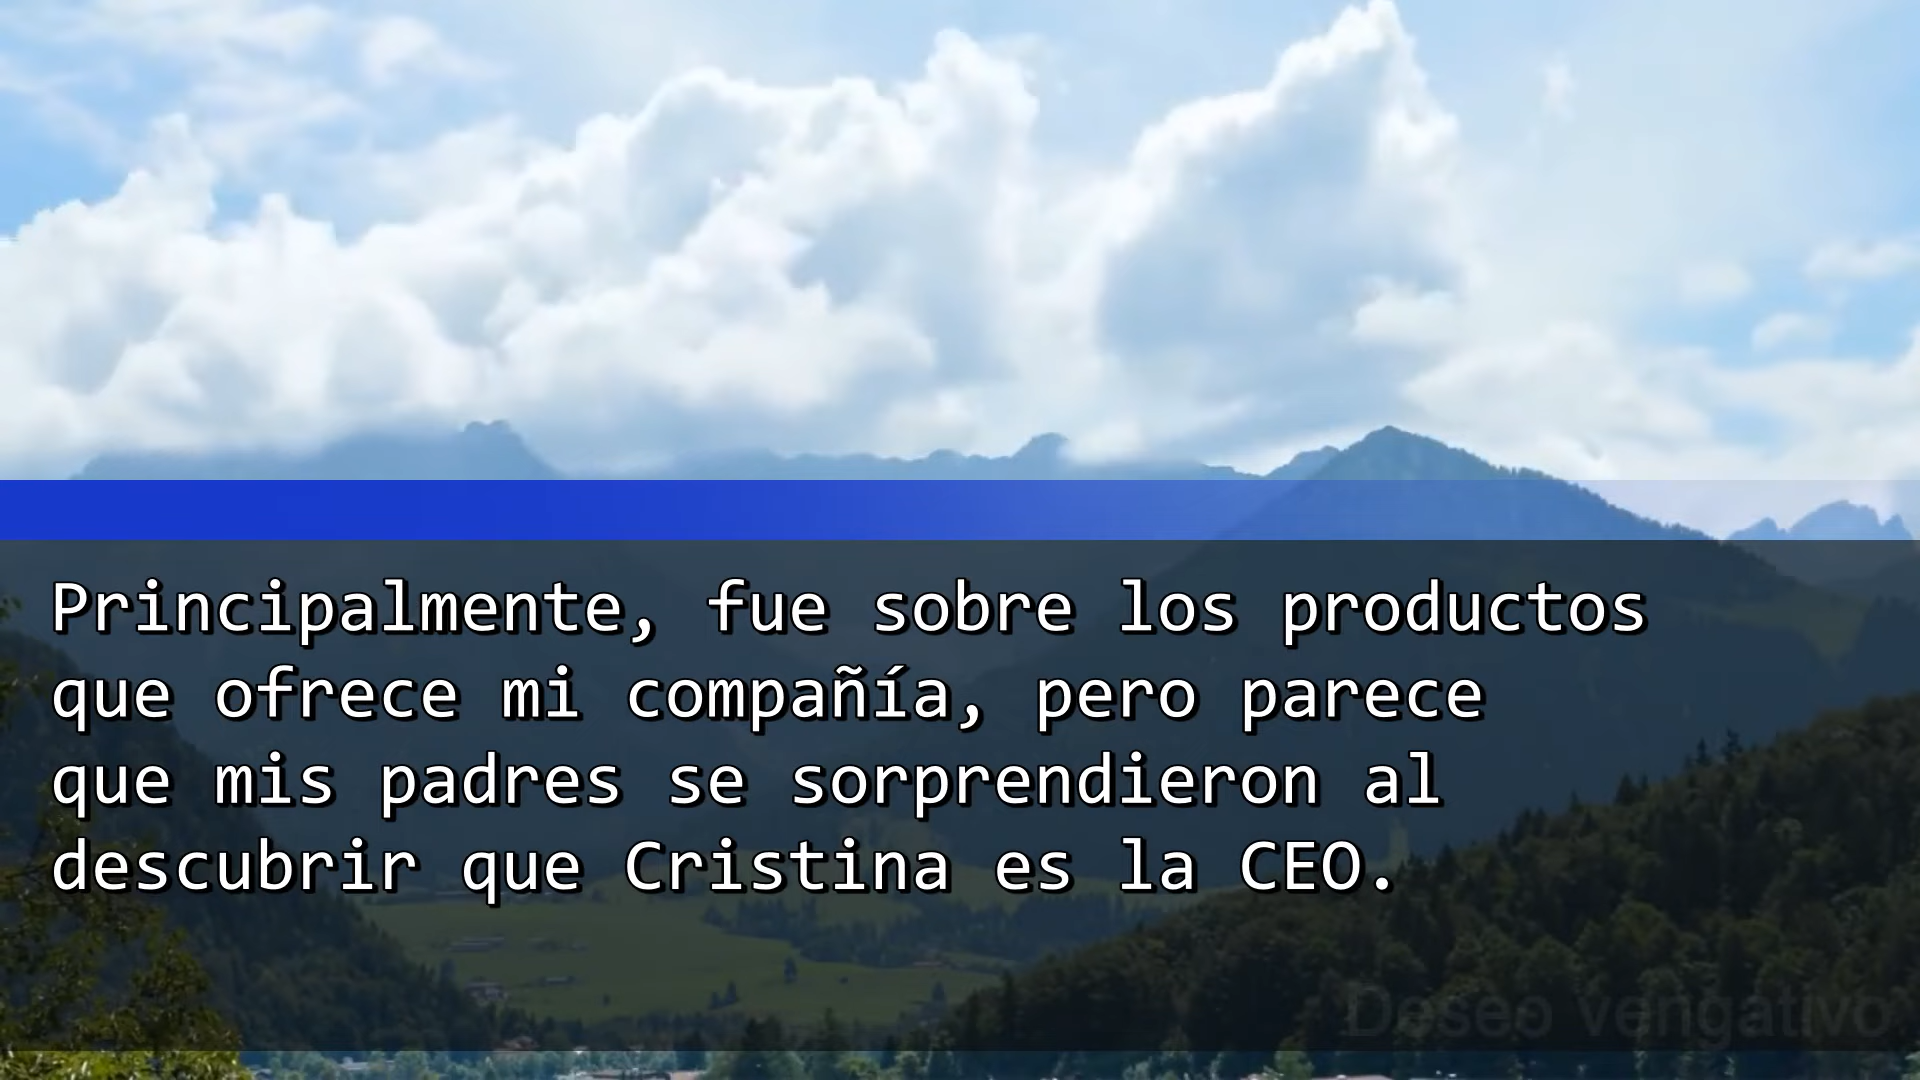 Principalmente, fue sobre los productos
que ofrece mi compañía, pero parece
que mis padres se sorprendieron al
descubrir que Cristina es la CEO.
Deseo vengativo